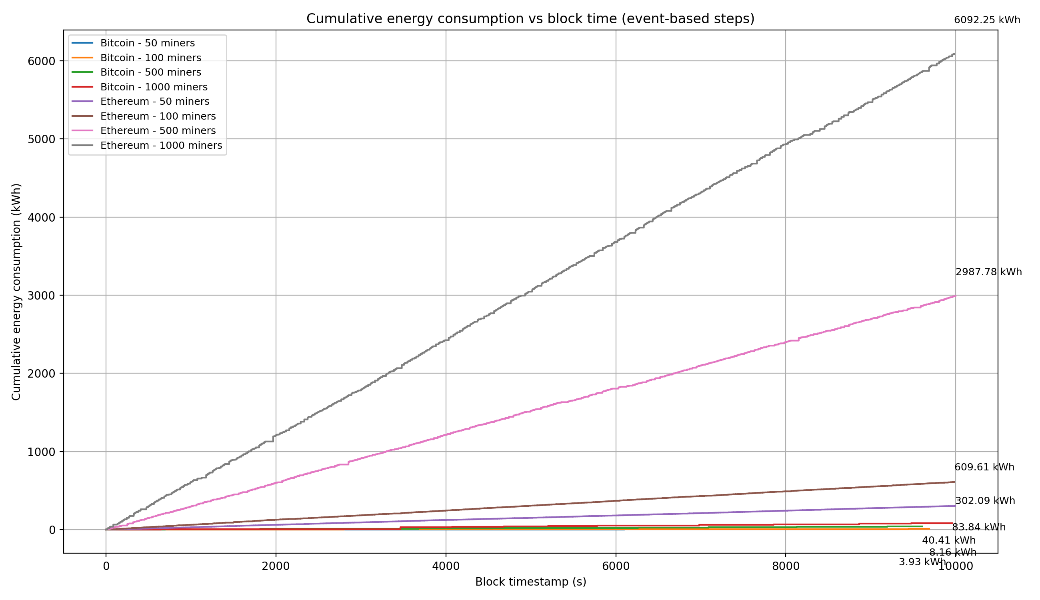 Cumulative energy consumption vs block time (event-based steps)
6092.25 kWh
Bitcoin - 50 miners
Bitcoin - 100 miners
Bitcoin - 500 miners
Bitcoin - 1000 miners
Ethereum - 50 miners
Ethereum - 100 miners
Ethereum - 500 miners
Ethereum - 1000 miners
6000
5000
4000
3000
2000
1000
0
Cumulative energy consumption (kWh)
2987.78 kWh
609.61 kWh
302.09 kWh
83.84 kWh
40.41 kWh
8.16 kWh
3.93 kWh
0
2000
4000
6000
8000
10000
Block timestamp (s)